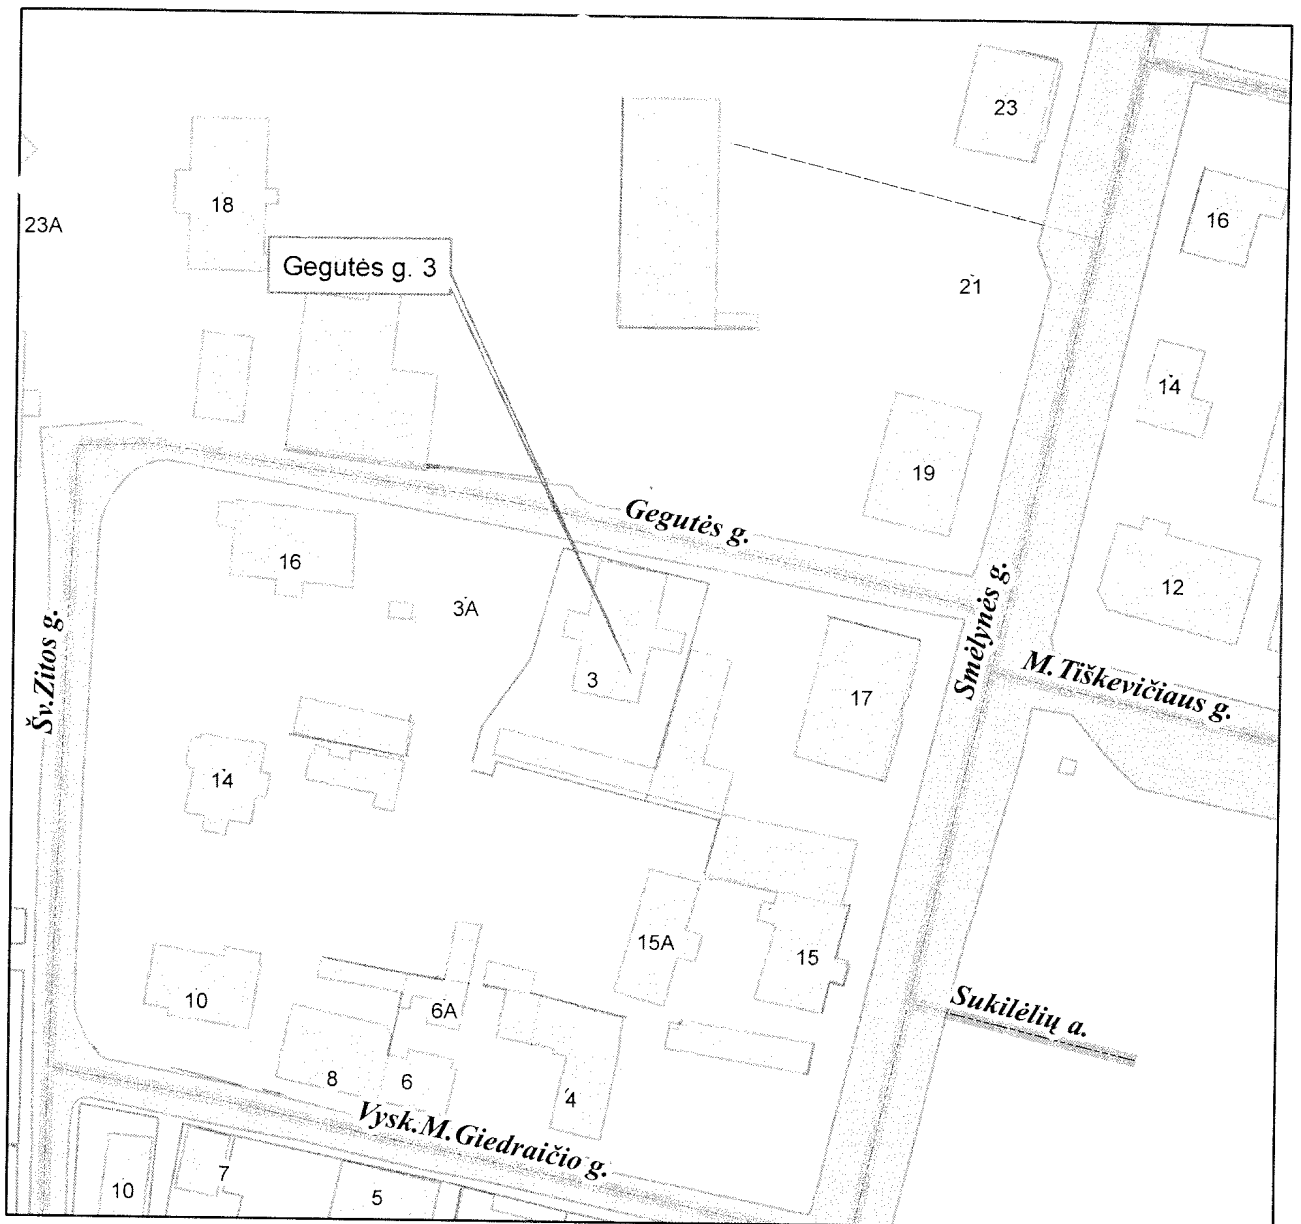 23
18
16
23A
Gegutės g. 3
21
14
19
Gegutės g.
16
12
3A
Smėlynės g.
Šv.Zitos g.
M.Tiškevičiaus g.
3
17
14
15A
15
10
6A
Sukilėlių a.
8
6
4
Vysk.M.Giedraičio g.
7
10
5